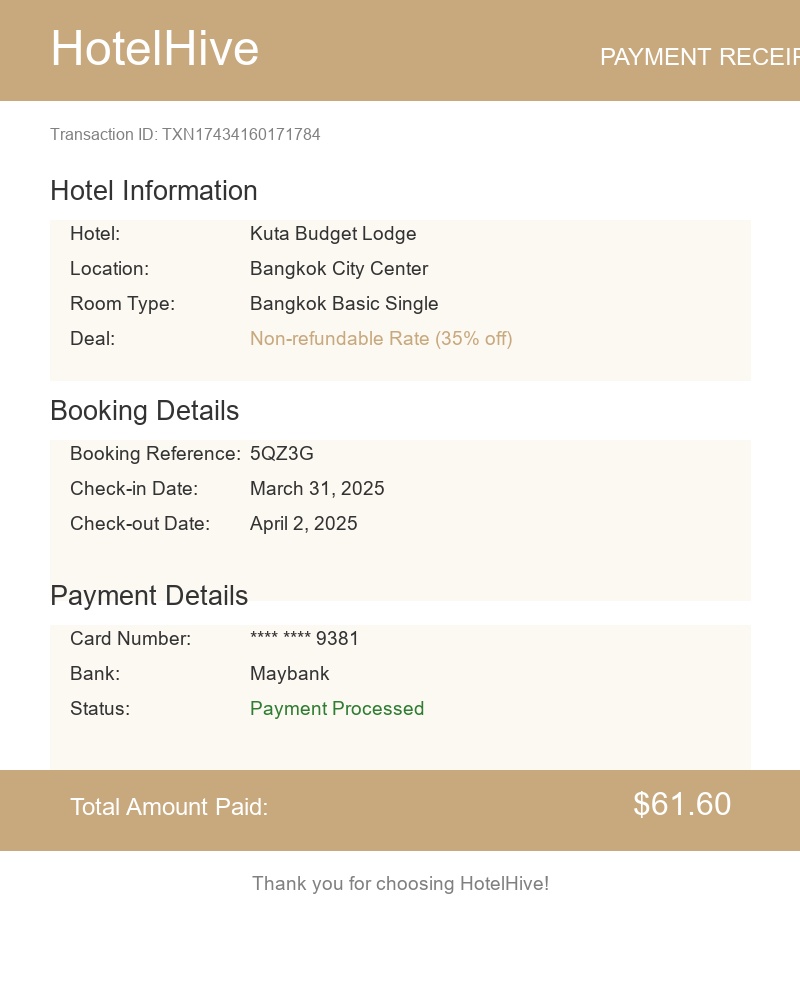 HotelHive
PAYMENT RECEIP
Transaction ID: TXN17434160171784
Hotel Information
Hotel: Kuta Budget Lodge
Location: Bangkok City Center
Room Type: Bangkok Basic Single
Deal: Non-refundable Rate (35% off)
Booking Details
Booking Reference: 5QZ3G
Check-in Date: March 31, 2025
Check-out Date: April 2, 2025
Payment Details
Card Number: **** **** 9381
Bank: Maybank
Status: Payment Processed
Total Amount Paid: $61.60
Thank you for choosing HotelHive!